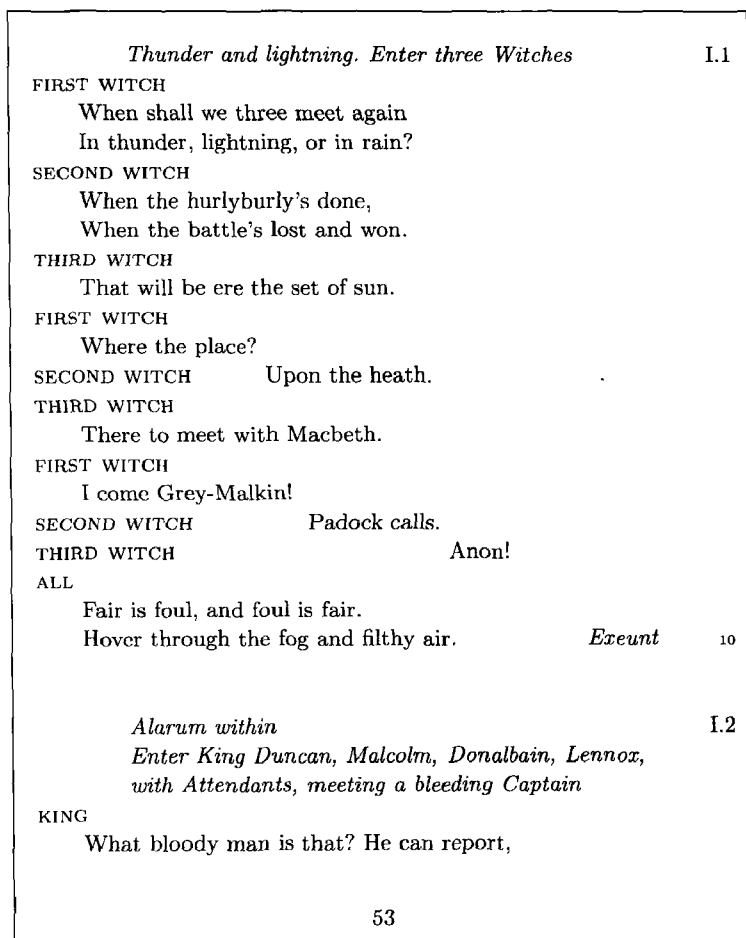 Thunder and lightning. Enter three Witches I.1
FIRST WITCH
When shall we three meet again
In thunder, lightning, or in rain?
SECOND WITCH
When the hurlyburly's done,
When the battle's lost and won.
THIRD WITCH
That will be ere the set of sun.
FIRST WITCH
Where the place?
SECOND WITCH Upon the heath.
THIRD WITCH
There to meet with Macbeth.
FIRST WITCH
I come Grey-Malkin!
SECOND WITCH Padock calls.
THIRD WITCH Anon!
ALL
Fair is foul, and foul is fair.
Hover through the fog and filthy air. Exeunt 10
Alarum within I.2
Enter King Duncan, Malcolm, Donalbain, Lennox,
with Attendants, meeting a bleeding Captain
KING
What bloody man is that? He can report,
53